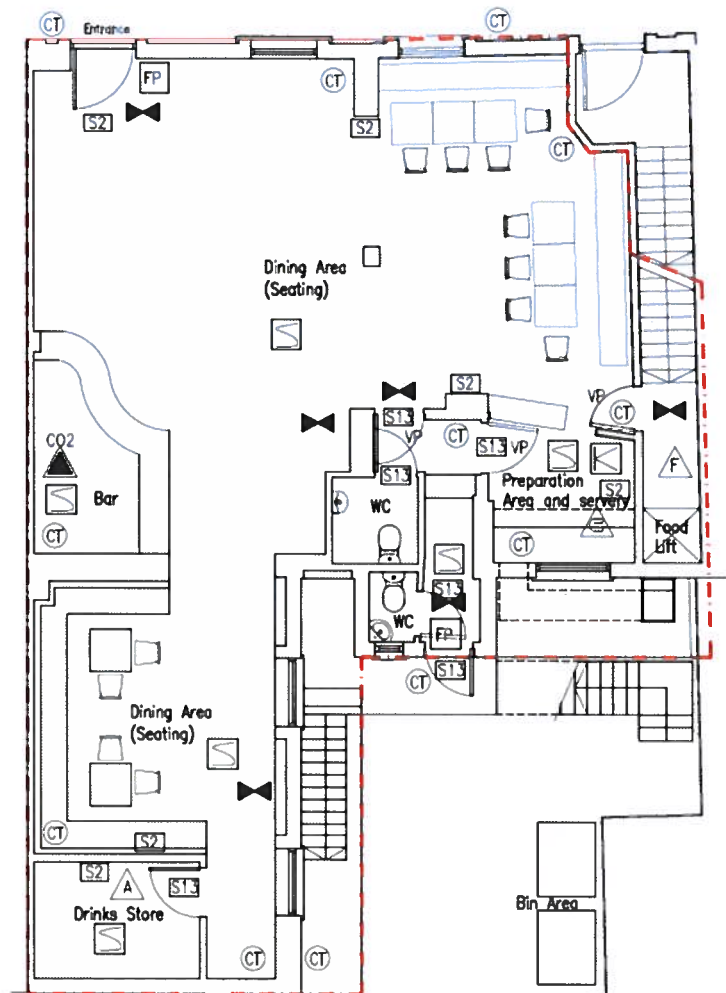 CT
Entrance
CT
FP
CT
S2
S2
CT
Dining Area
(Seating)
S2
VP
CT
S13
VP
CT
S13
VP
CO2
S13
F
Bar
Preparation
S2
Area and servery
WC
Food
Lift
CT
CT
S13
WC
FP
S13
CT
Dining Area
(Seating)
CT
S2
S2
A
S13
Drinks Store
Bin Area
CT
CT